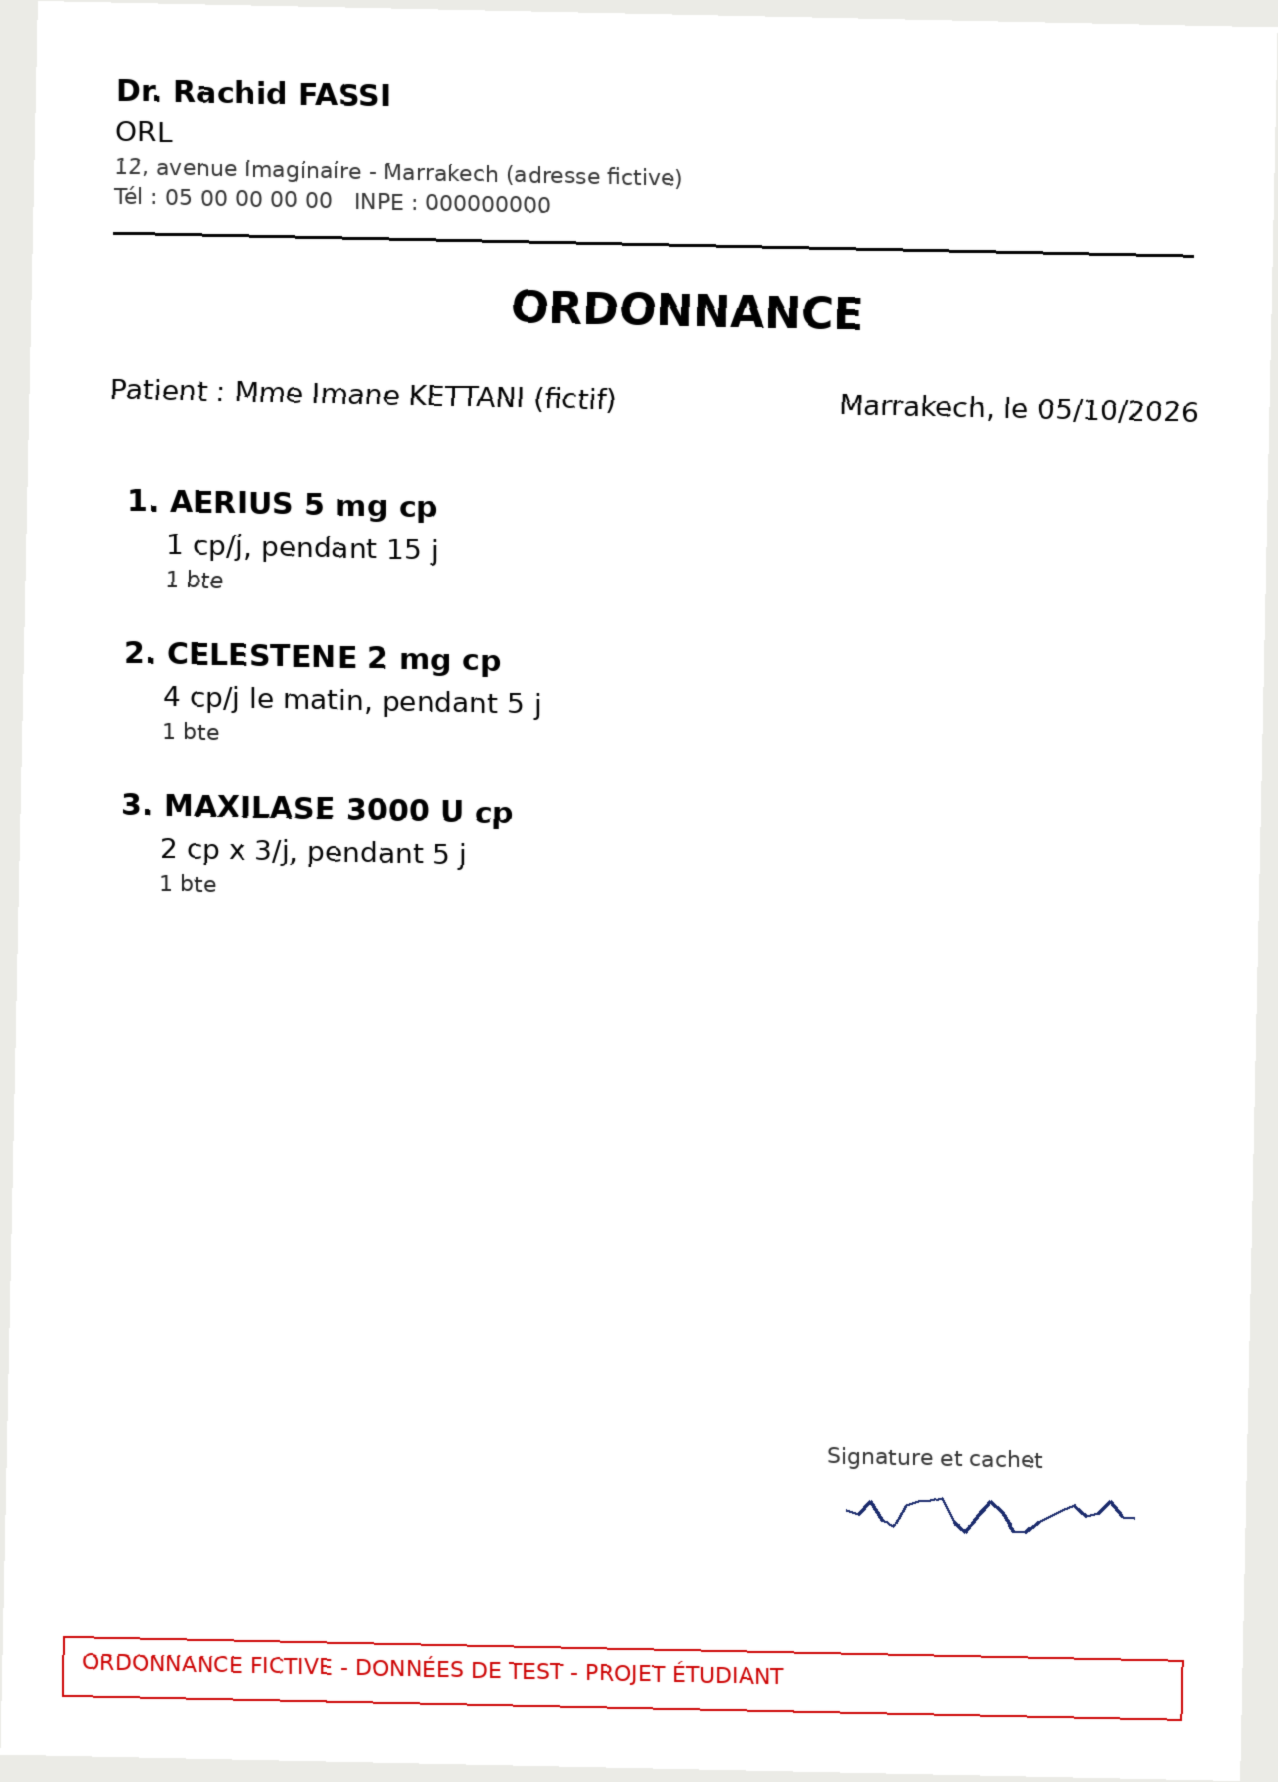 Dr. Rachid FASSI
ORL
12, avenue Imaginaire - Marrakech (adresse fictive)
Tél : 05 00 00 00 00   INPE : 000000000
ORDONNANCE
Patient : Mme Imane KETTANI (fictif)
Marrakech, le 05/10/2026
1. AERIUS 5 mg cp
1 cp/j, pendant 15 j
1 bte
2. CELESTENE 2 mg cp
4 cp/j le matin, pendant 5 j
1 bte
3. MAXILASE 3000 U cp
2 cp x 3/j, pendant 5 j
1 bte
Signature et cachet
ORDONNANCE FICTIVE - DONNÉES DE TEST - PROJET ÉTUDIANT